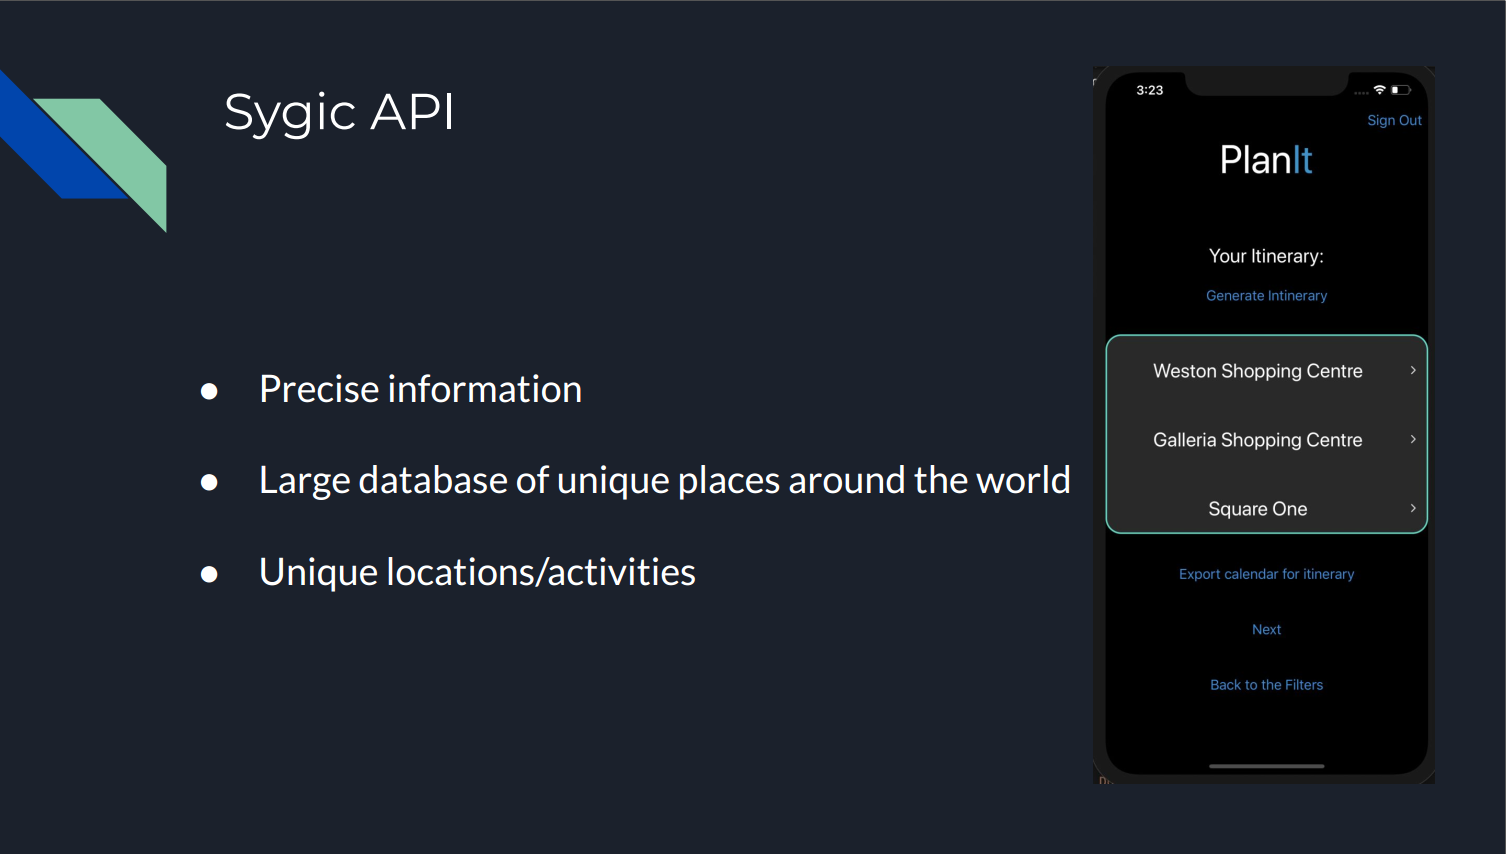 Sygic API
● Precise information
● Large database of unique places around the world
● Unique locations/activities
3:23
Sign Out
PlanIt
Your Itinerary:
Generate Intinerary
Weston Shopping Centre
Galleria Shopping Centre
Square One
Export calendar for itinerary
Next
Back to the Filters